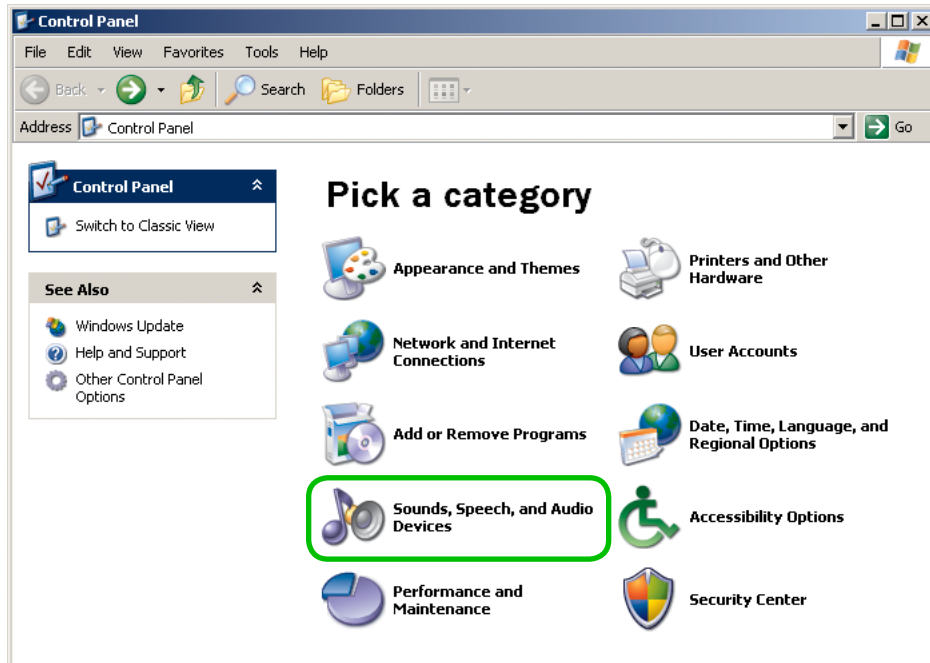 Control Panel
File Edit View Favorites Tools Help
Back Search Folders
Address Control Panel Go
Control Panel
Switch to Classic View
See Also
Windows Update
Help and Support
Other Control Panel
Options
Pick a category
Appearance and Themes
Printers and Other
Hardware
Network and Internet
Connections
User Accounts
Add or Remove Programs
Date, Time, Language, and
Regional Options
Sounds, Speech, and Audio
Devices
Accessibility Options
Performance and
Maintenance
Security Center